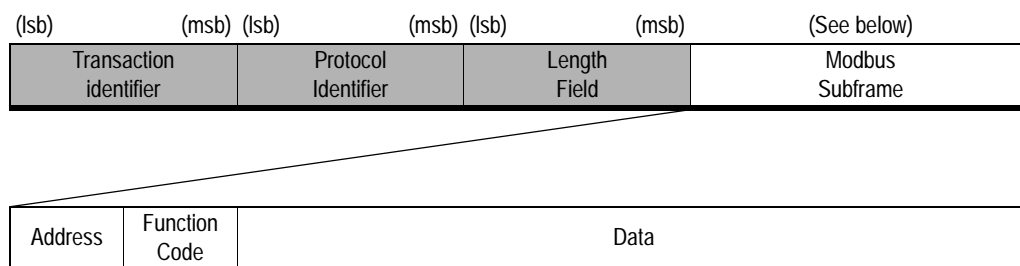 (lsb) (msb) (lsb) (msb) (lsb) (msb) (See below)
Transaction identifier Protocol Identifier Length Field Modbus Subframe
Address Function Code Data